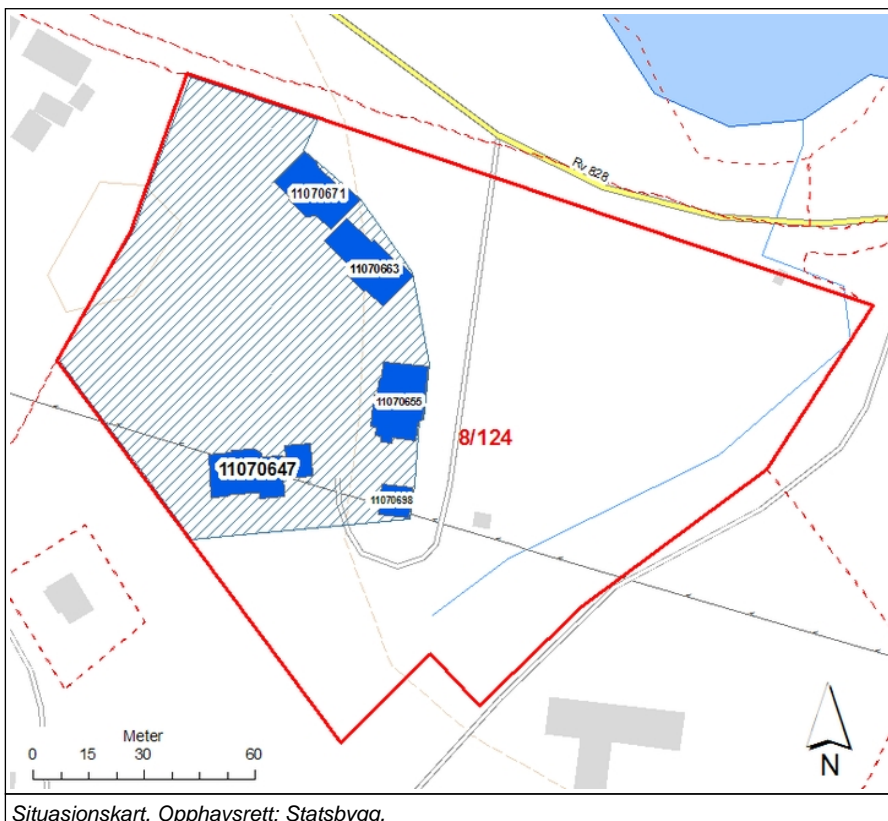 Rv 828
11070671
11070663
11070655
8/124
11070647
11070698
Meter
0 15 30 60
N
Situasjonskart. Opphavsrett: Statsbygg.